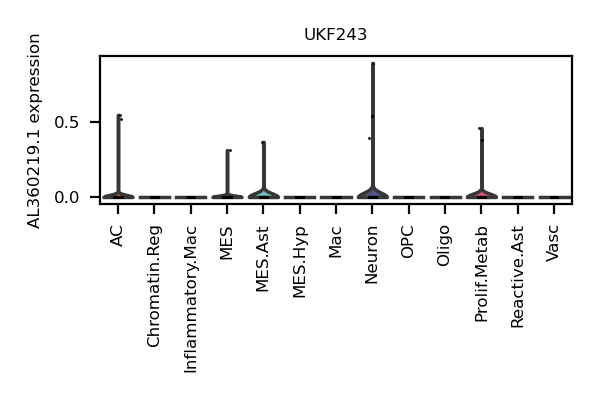 UKF243
AL360219.1 expression
0.5
0.0
AC
Chromatin.Reg
Inflammatory.Mac
MES
MES.Ast
MES.Hyp
Mac
Neuron
OPC
Oligo
Prolif.Metab
Reactive.Ast
Vasc